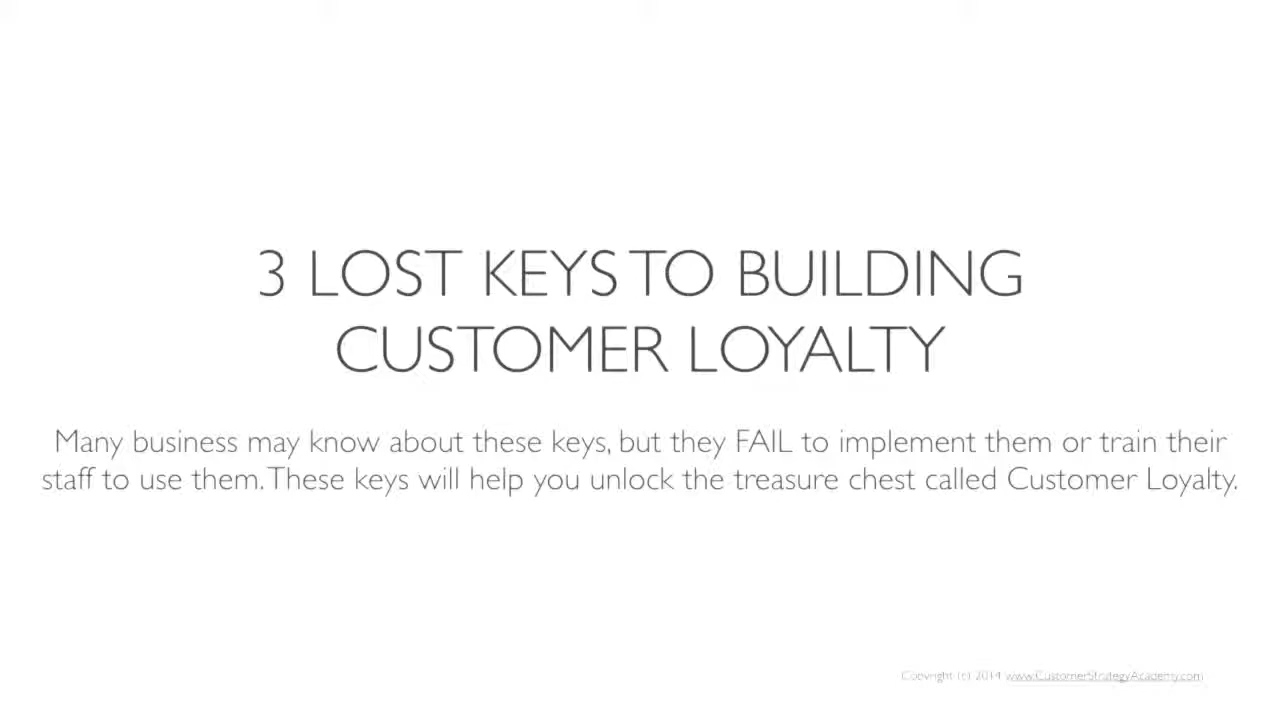 3 LOST KEYS TO BUILDING
CUSTOMER LOYALTY
Many business may know about these keys, but they FAIL to implement them or train their
staff to use them. These keys will help you unlock the treasure chest called Customer Loyalty.
Copyright (c) 2014 www.CustomerStrategyAcademy.com